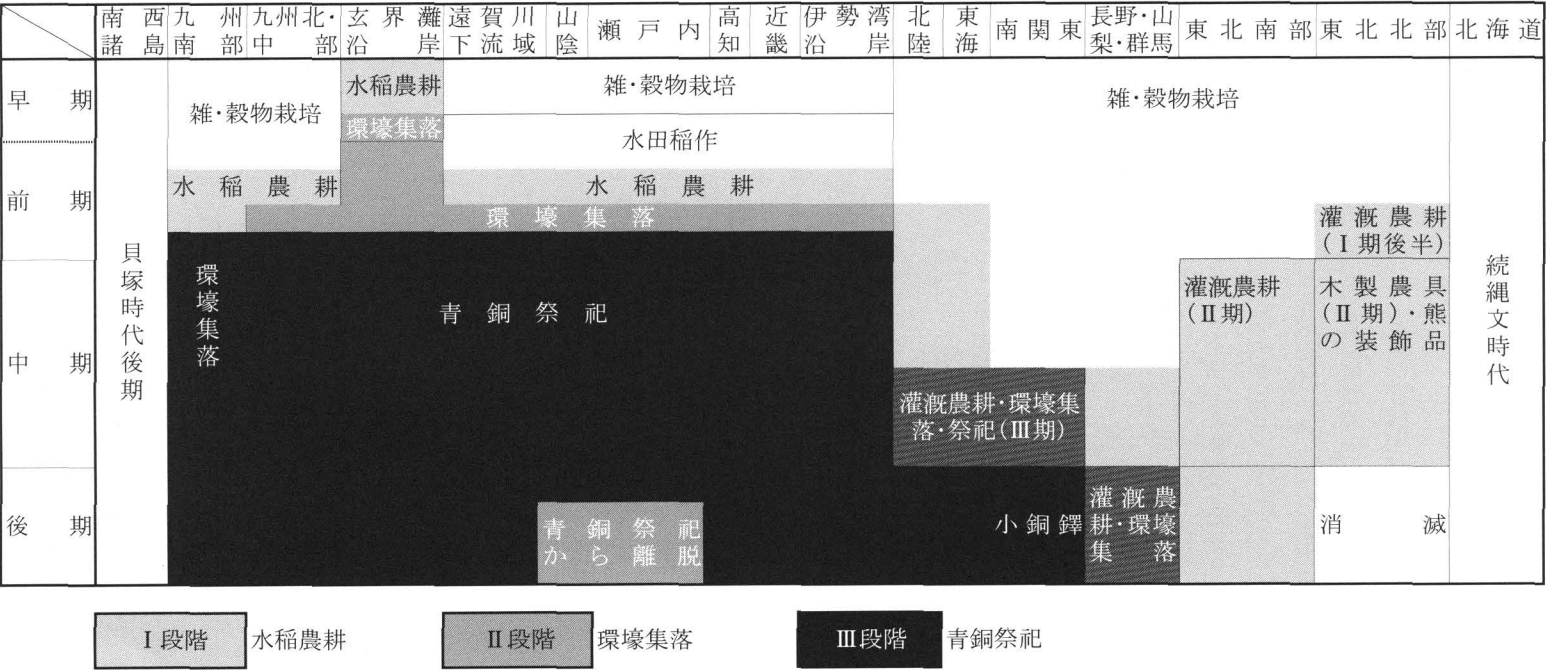 南西諸島
九州南部
九州北・中部
玄界灘沿岸
遠賀川下流域
山陰
瀬戸内
高知
近畿
伊勢湾沿岸
北陸
東海
南関東
長野・山梨・群馬
東北南部
東北北部
北海道
早期
前期
中期
後期
貝塚時代後期
雑・穀物栽培
水稲農耕
環壕集落
水稲農耕
環壕集落
雑・穀物栽培
水田稲作
水稲農耕
環壕集落
青銅祭祀
青銅祭祀
から離脱
雑・穀物栽培
灌漑農耕・環壕集
落・祭祀(Ⅲ期)
小銅鐸
灌漑農
耕・環壕
集落
灌漑農耕
(Ⅱ期)
灌漑農耕
(Ⅰ期後半)
木製農具
(Ⅱ期)・熊
の装飾品
消滅
続縄文時代
Ⅰ段階 水稲農耕
Ⅱ段階 環壕集落
Ⅲ段階 青銅祭祀